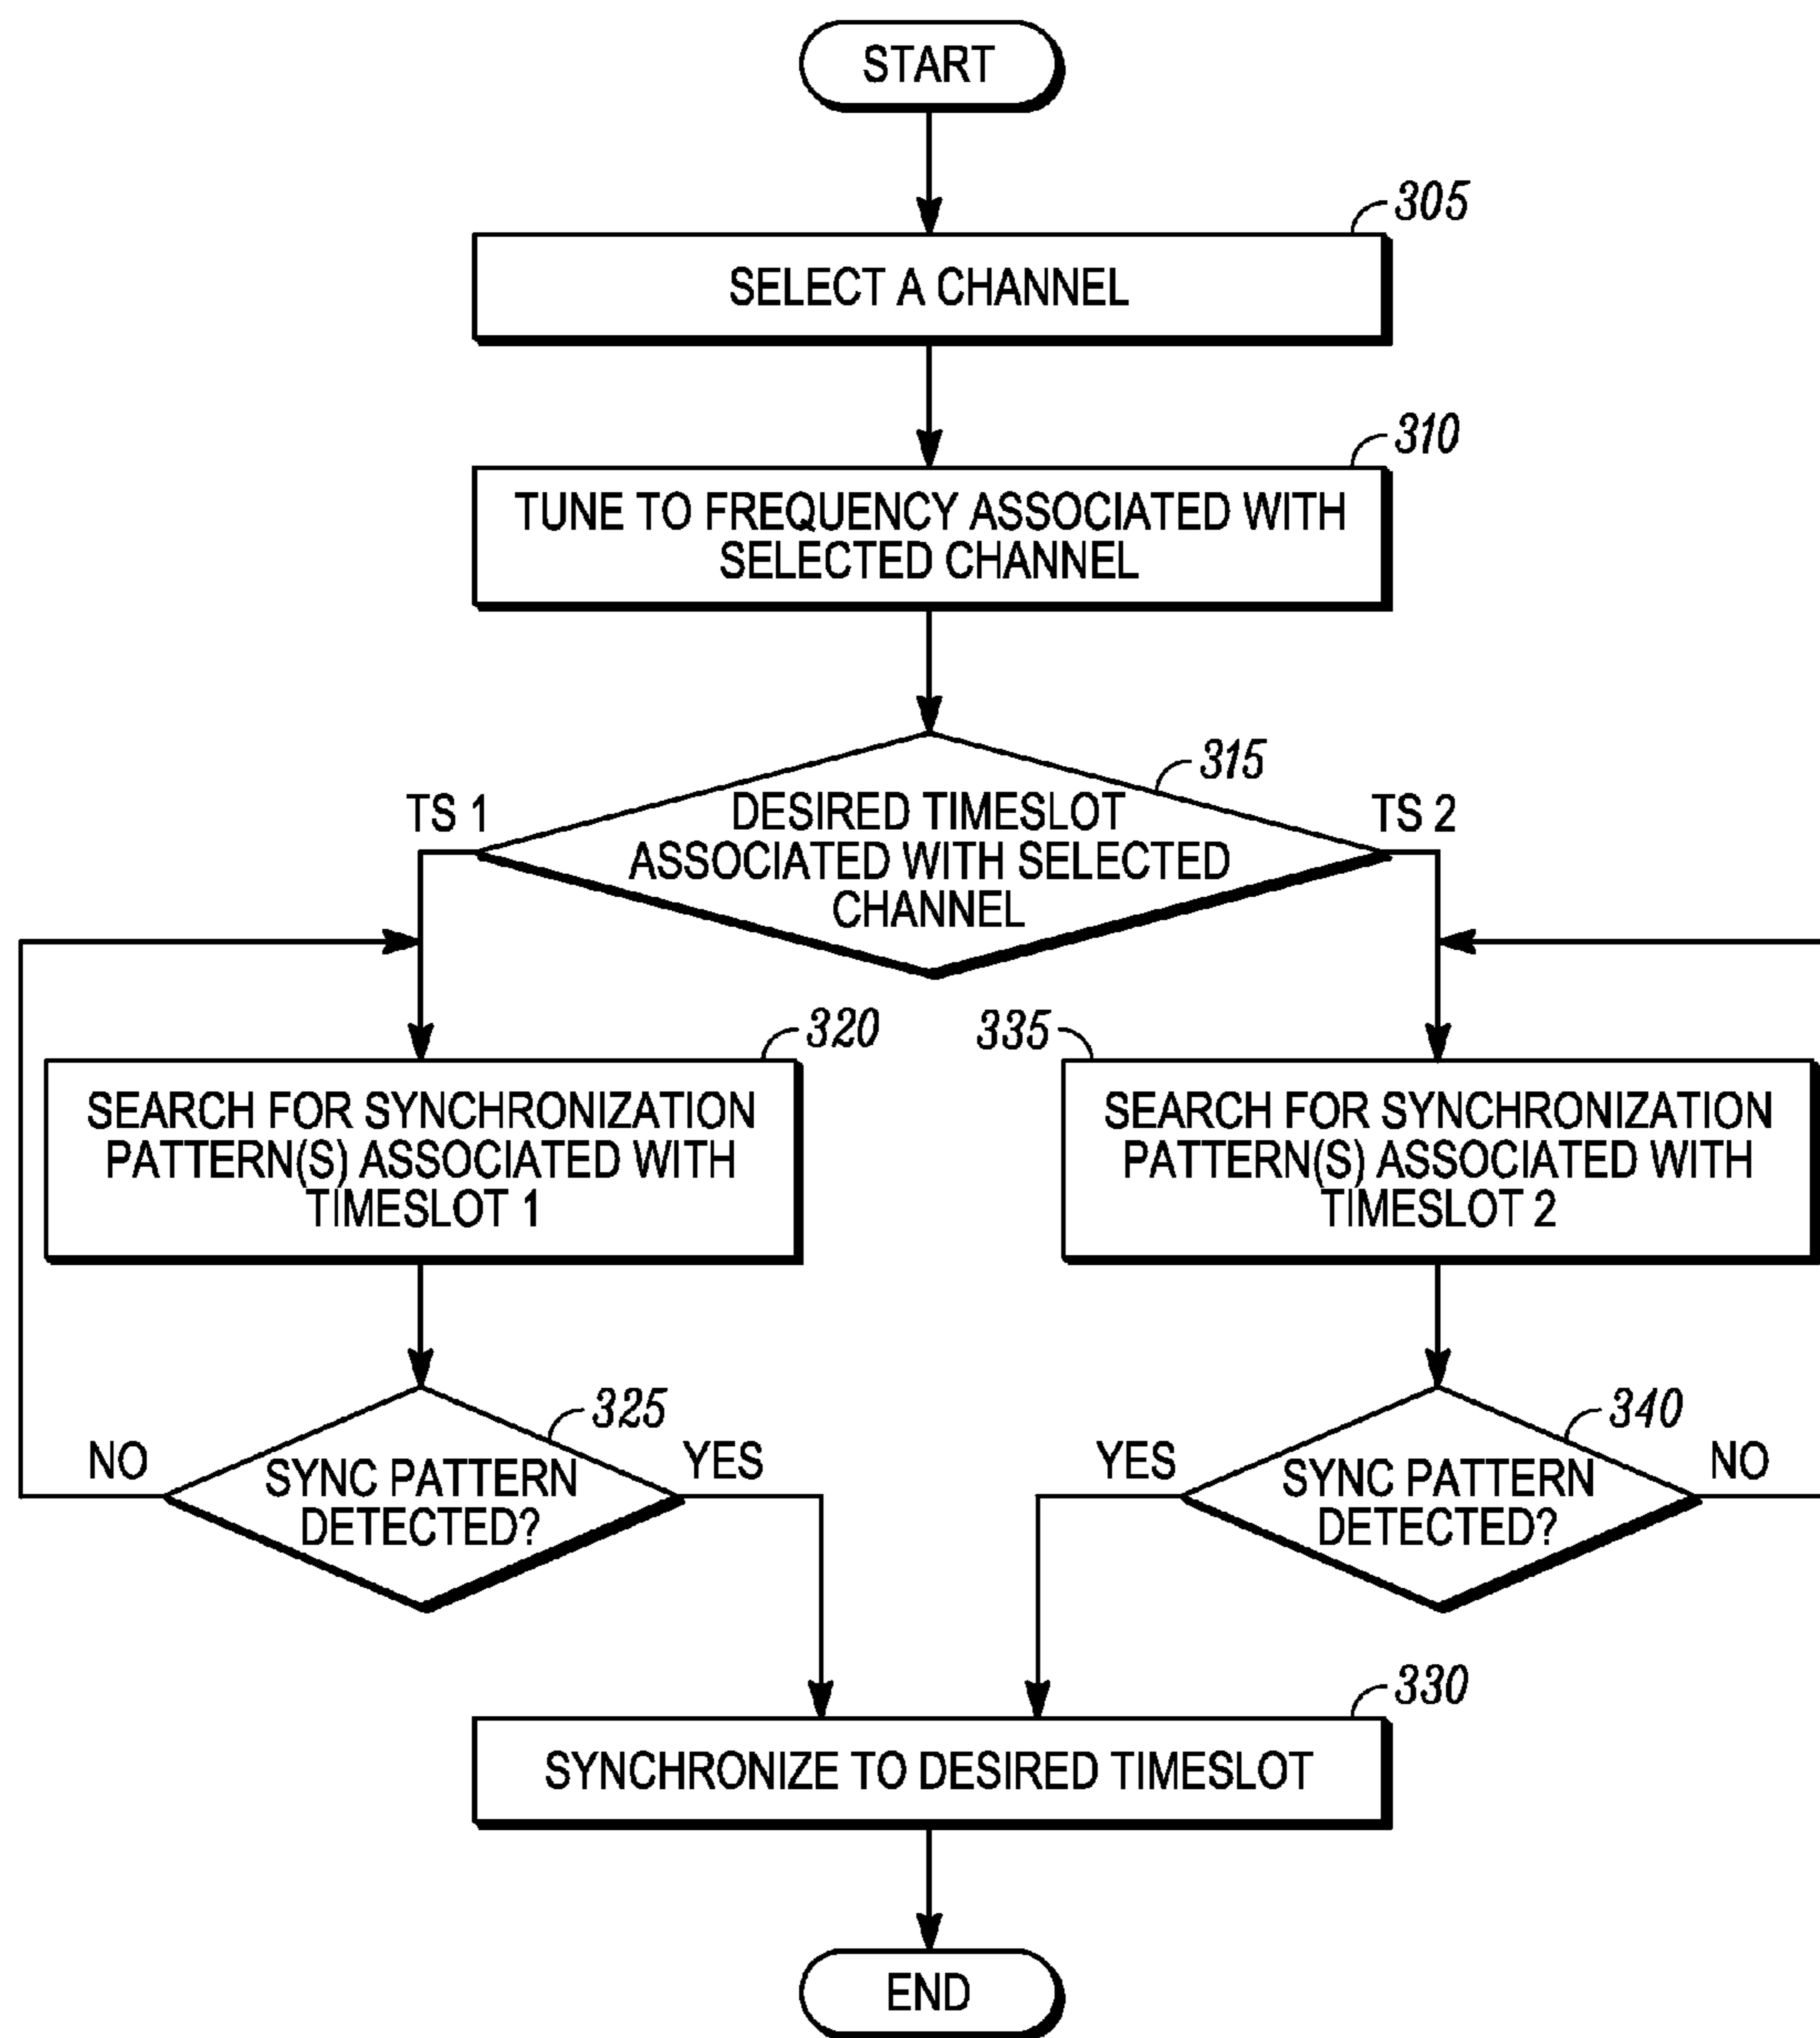 START
305
SELECT A CHANNEL
310
TUNE TO FREQUENCY ASSOCIATED WITH
SELECTED CHANNEL
315
TS 1
TS 2
DESIRED TIMESLOT
ASSOCIATED WITH SELECTED
CHANNEL
320
SEARCH FOR SYNCHRONIZATION
PATTERN(S) ASSOCIATED WITH
TIMESLOT 1
335
SEARCH FOR SYNCHRONIZATION
PATTERN(S) ASSOCIATED WITH
TIMESLOT 2
325
NO
SYNC PATTERN
DETECTED?
YES
340
YES
SYNC PATTERN
DETECTED?
NO
330
SYNCHRONIZE TO DESIRED TIMESLOT
END